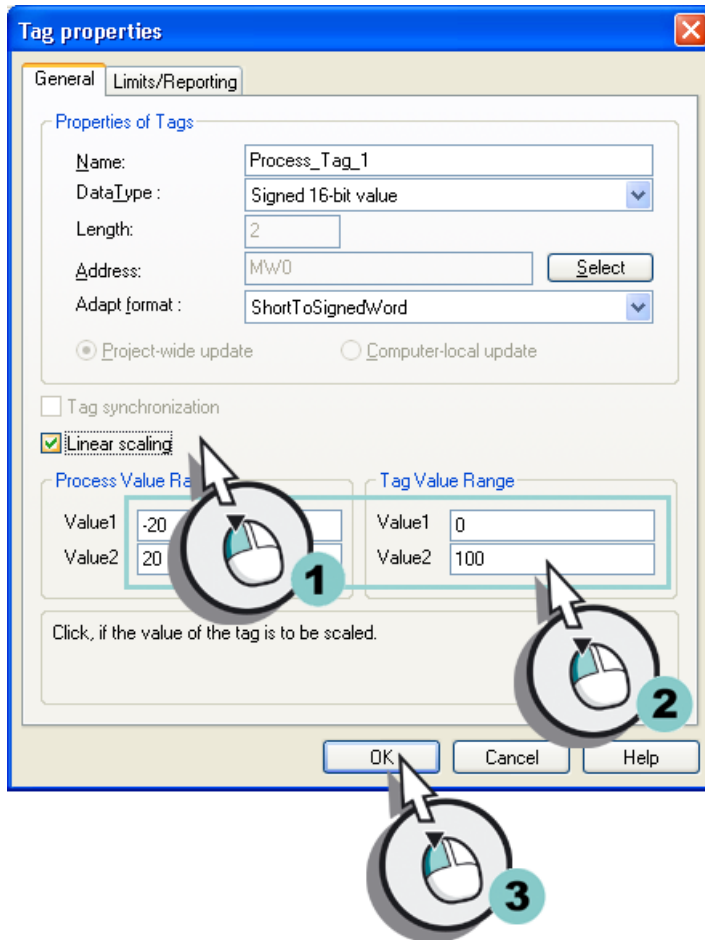 Tag properties
General Limits/Reporting
Properties of Tags
Name: Process_Tag_1
DataType : Signed 16-bit value
Length: 2
Address: MW0 Select
Adapt format : ShortToSignedWord
Project-wide update Computer-local update
Tag synchronization
Linear scaling
Process Value Ra Tag Value Range
Value1 -20 Value1 0
Value2 20 Value2 100
1
Click, if the value of the tag is to be scaled.
2
OK Cancel Help
3